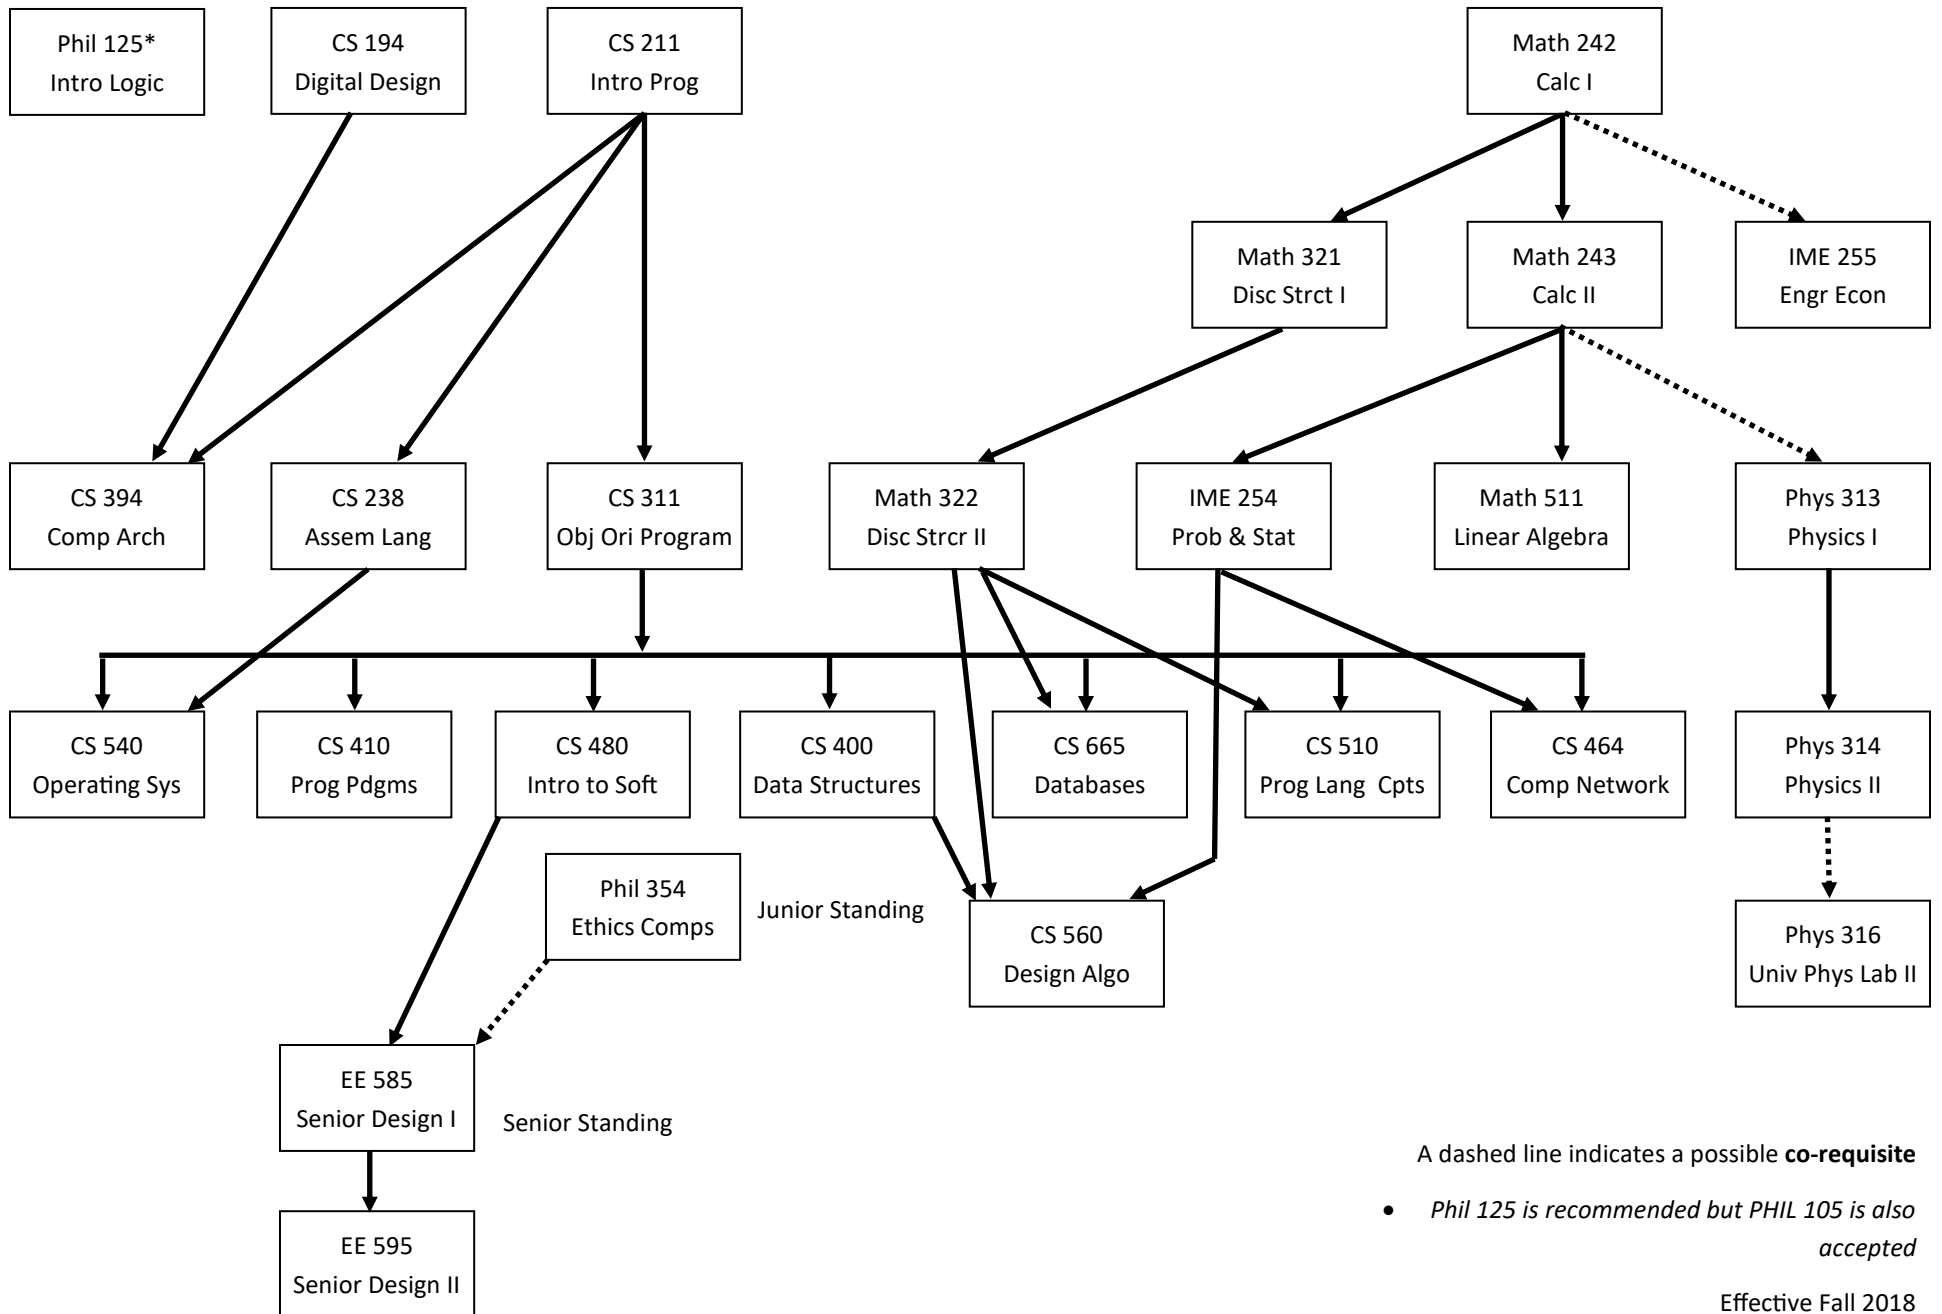 Phil 125*
Intro Logic
CS 194
Digital Design
CS 211
Intro Prog
Math 242
Calc I
Math 321
Disc Strct I
Math 243
Calc II
IME 255
Engr Econ
CS 394
Comp Arch
CS 238
Assem Lang
CS 311
Obj Ori Program
Math 322
Disc Strcr II
IME 254
Prob & Stat
Math 511
Linear Algebra
Phys 313
Physics I
CS 540
Operating Sys
CS 410
Prog Pdgms
CS 480
Intro to Soft
CS 400
Data Structures
CS 665
Databases
CS 510
Prog Lang  Cpts
CS 464
Comp Network
Phys 314
Physics II
Phil 354
Ethics Comps
Junior Standing
CS 560
Design Algo
Phys 316
Univ Phys Lab II
EE 585
Senior Design I
Senior Standing
EE 595
Senior Design II
A dashed line indicates a possible co-requisite
• Phil 125 is recommended but PHIL 105 is also
accepted
Effective Fall 2018